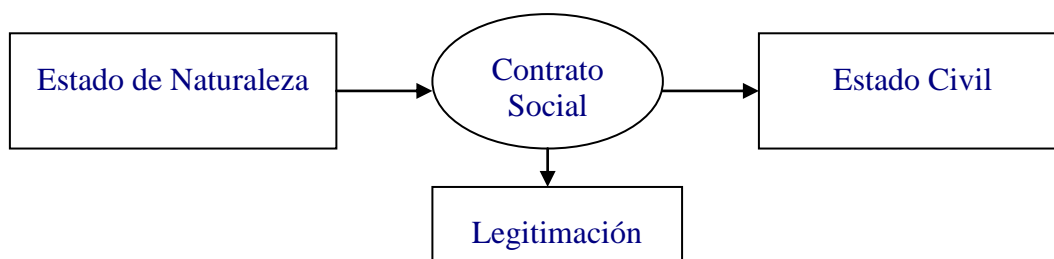 Estado de Naturaleza
Contrato
Social
Estado Civil
Legitimación